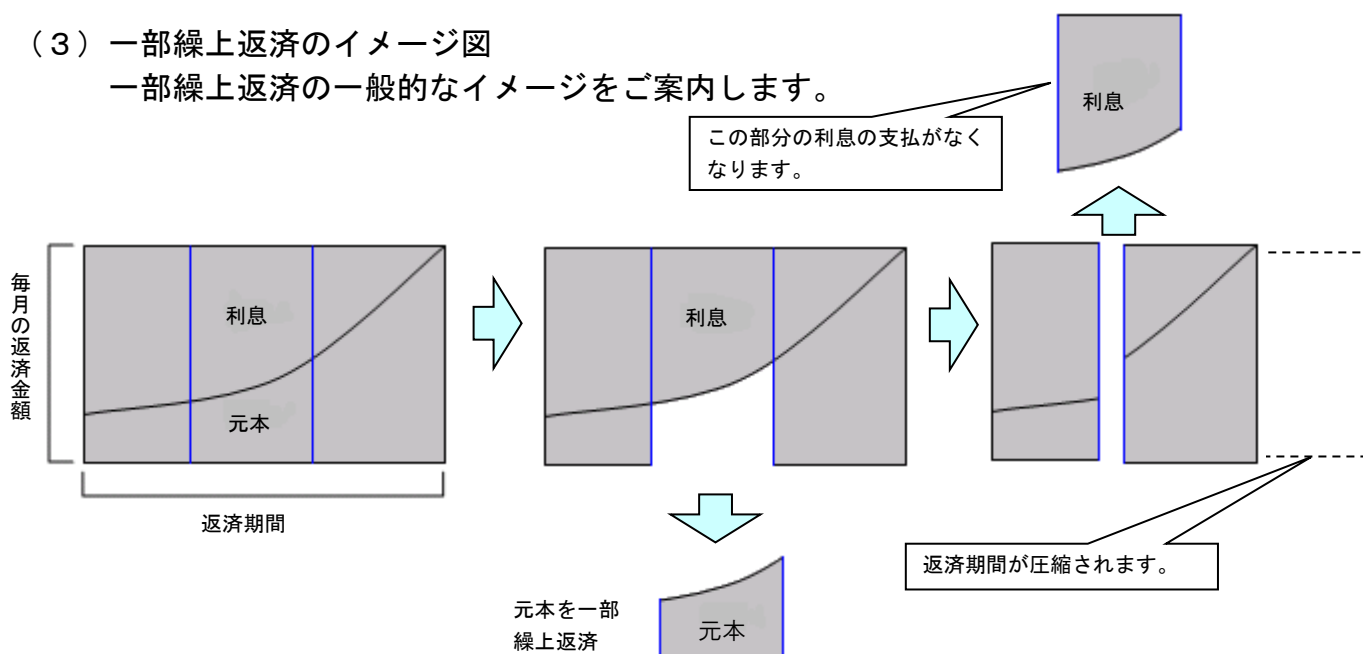 （３）一部繰上返済のイメージ図
一部繰上返済の一般的なイメージをご案内します。
利息
この部分の利息の支払がなく
なります。
毎月の返済金額
利息
元本
返済期間
利息
元本を一部
繰上返済
元本
返済期間が圧縮されます。